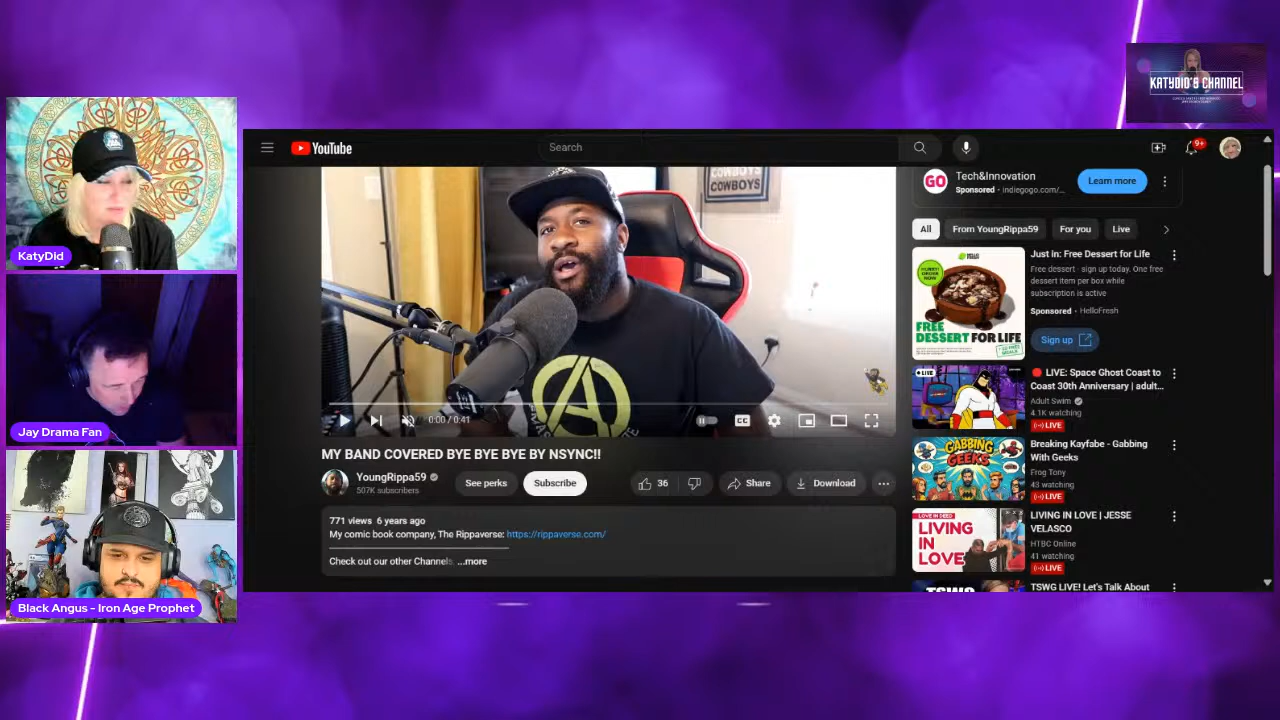 KATYDID'S CHANNEL
KatyDid
Jay Drama Fan
Black Angus - Iron Age Prophet
YouTube
Search
9+
COWBOYS
0:00 / 0:41
CC
MY BAND COVERED BYE BYE BYE BY NSYNC!!
YoungRippa59
507K subscribers
See perks
Subscribe
36
Share
Download
771 views 6 years ago
My comic book company, The Rippaverse: https://rippaverse.com/
Check out our other Channels: ...more
GO
Tech&Innovation
Sponsored · indiegogo.com/...
Learn more
All
From YoungRippa59
For you
Live
FREE
DESSERT FOR LIFE
Just in: Free Dessert for Life
Free dessert - sign up today. One free
dessert item per box while
subscription is active
Sponsored · HelloFresh
Sign up
LIVE
LIVE: Space Ghost Coast to
Coast 30th Anniversary | adult...
Adult Swim
4.1K watching
LIVE
GABBING
GEEKS
Breaking Kayfabe - Gabbing
With Geeks
Frog Tony
43 watching
LIVE
LIVING
IN
LOVE
LIVING IN LOVE | JESSE
VELASCO
HTBC Online
41 watching
LIVE
TSWG
TSWG LIVE! Let's Talk About